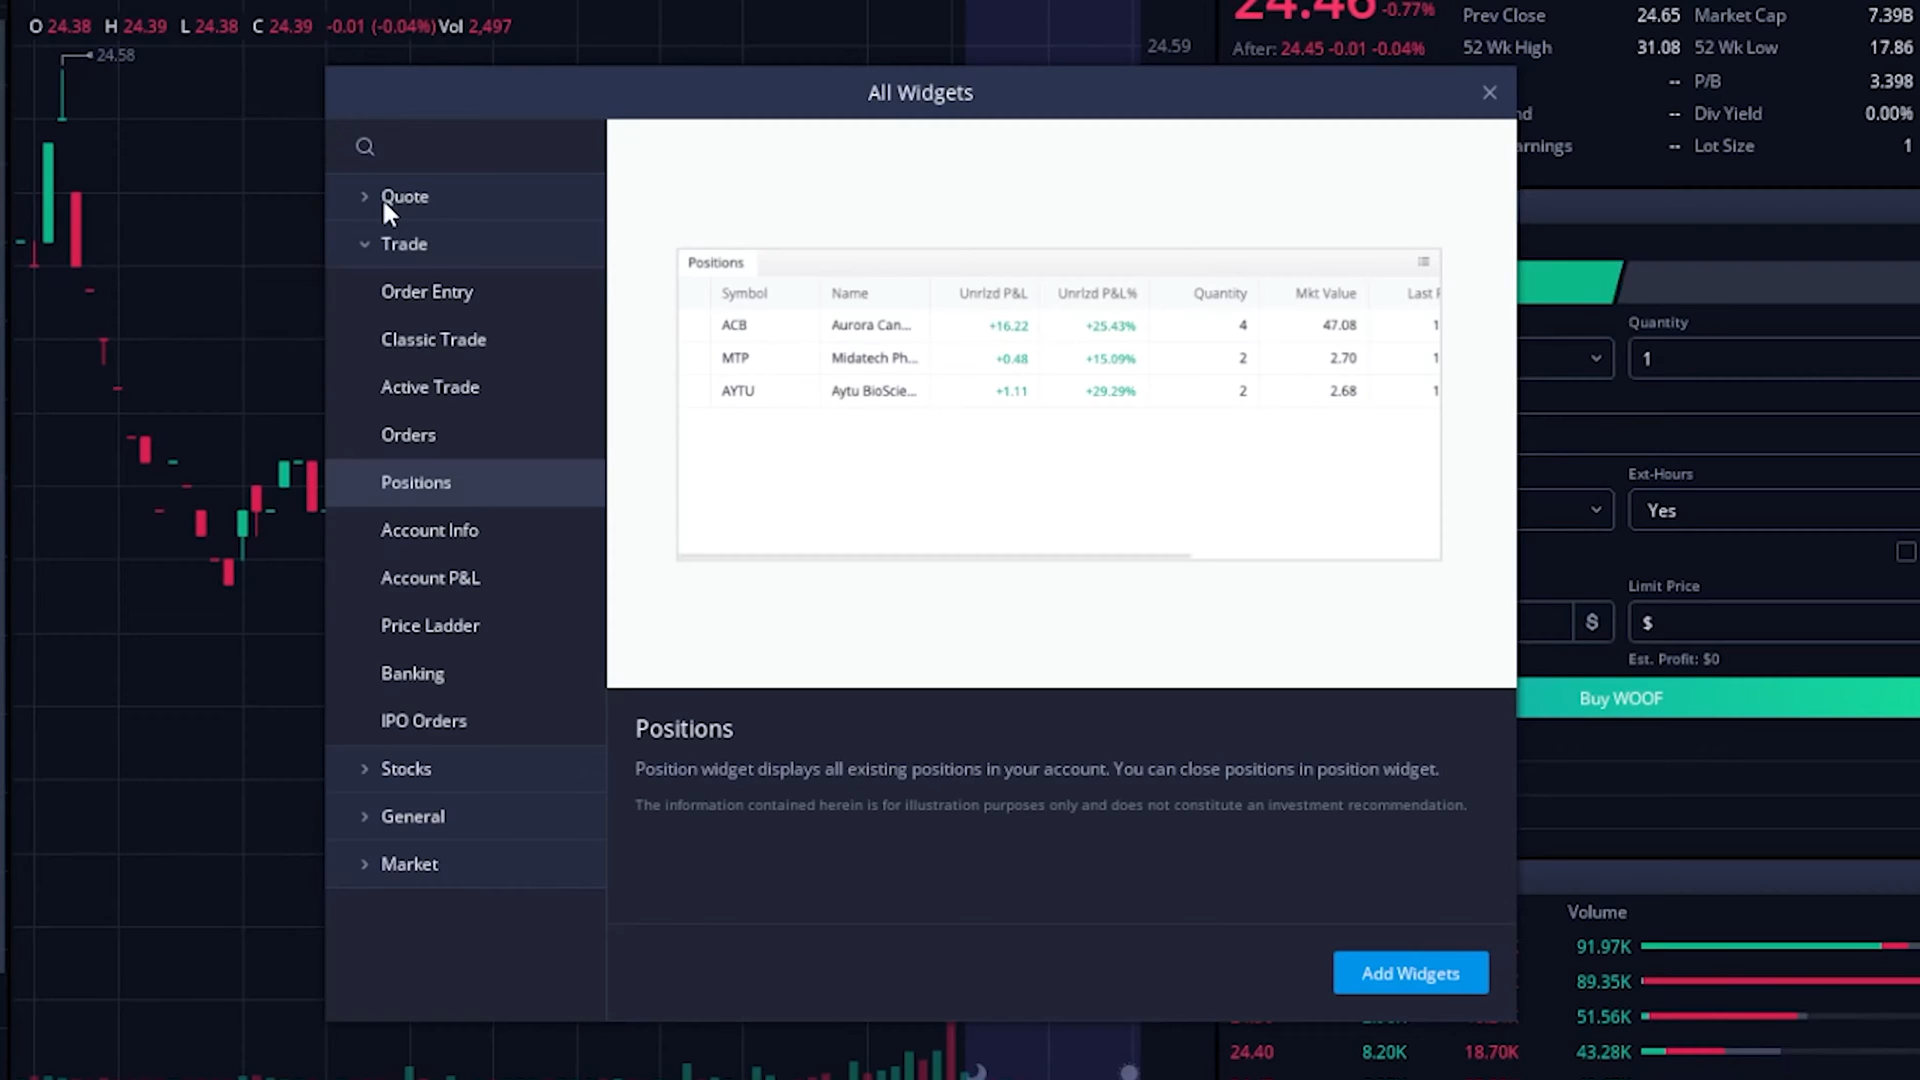 O 24.38 H 24.39 L 24.38 C 24.39 -0.01 (-0.04%) Vol 2,497
24.58
24.59
24.46 -0.77%
After: 24.45 -0.01 -0.04%
Prev Close 24.65 Market Cap 7.39B
52 Wk High 31.08 52 Wk Low 17.86
-- P/B 3.398
nd -- Div Yield 0.00%
arnings -- Lot Size 1
All Widgets
Quote
Trade
Order Entry
Classic Trade
Active Trade
Orders
Positions
Account Info
Account P&L
Price Ladder
Banking
IPO Orders
Stocks
General
Market
Positions
Symbol Name Unrlzd P&L Unrlzd P&L% Quantity Mkt Value Last
ACB Aurora Can... +16.22 +25.43% 4 47.08 1
MTP Midatech Ph... +0.48 +15.09% 2 2.70 1
AYTU Aytu BioScie... +1.11 +29.29% 2 2.68 1
Positions
Position widget displays all existing positions in your account. You can close positions in position widget.
The information contained herein is for illustration purposes only and does not constitute an investment recommendation.
Add Widgets
Quantity
1
Ext-Hours
Yes
Limit Price
$ $
Est. Profit: $0
Buy WOOF
Volume
91.97K
89.35K
51.56K
24.40 8.20K 18.70K 43.28K